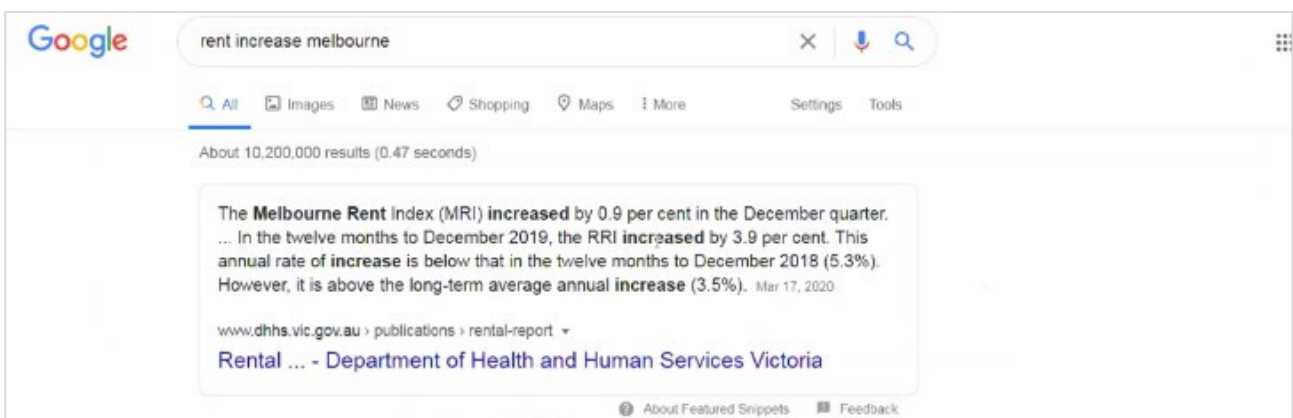 Google
rent increase melbourne
All Images News Shopping Maps More Settings Tools
About 10,200,000 results (0.47 seconds)
The Melbourne Rent Index (MRI) increased by 0.9 per cent in the December quarter.
... In the twelve months to December 2019, the RRI increased by 3.9 per cent. This
annual rate of increase is below that in the twelve months to December 2018 (5.3%).
However, it is above the long-term average annual increase (3.5%). Mar 17, 2020
www.dhhs.vic.gov.au › publications › rental-report
Rental ... - Department of Health and Human Services Victoria
About Featured Snippets Feedback